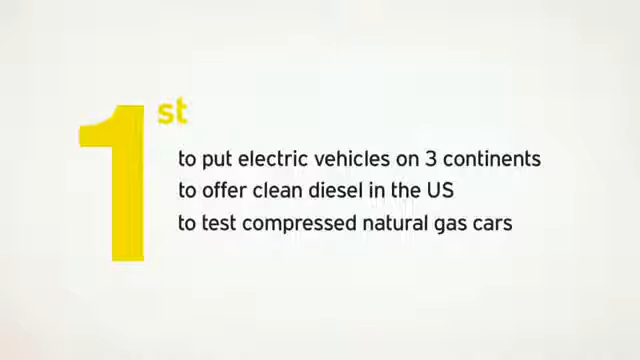 1st
to put electric vehicles on 3 continents
to offer clean diesel in the US
to test compressed natural gas cars